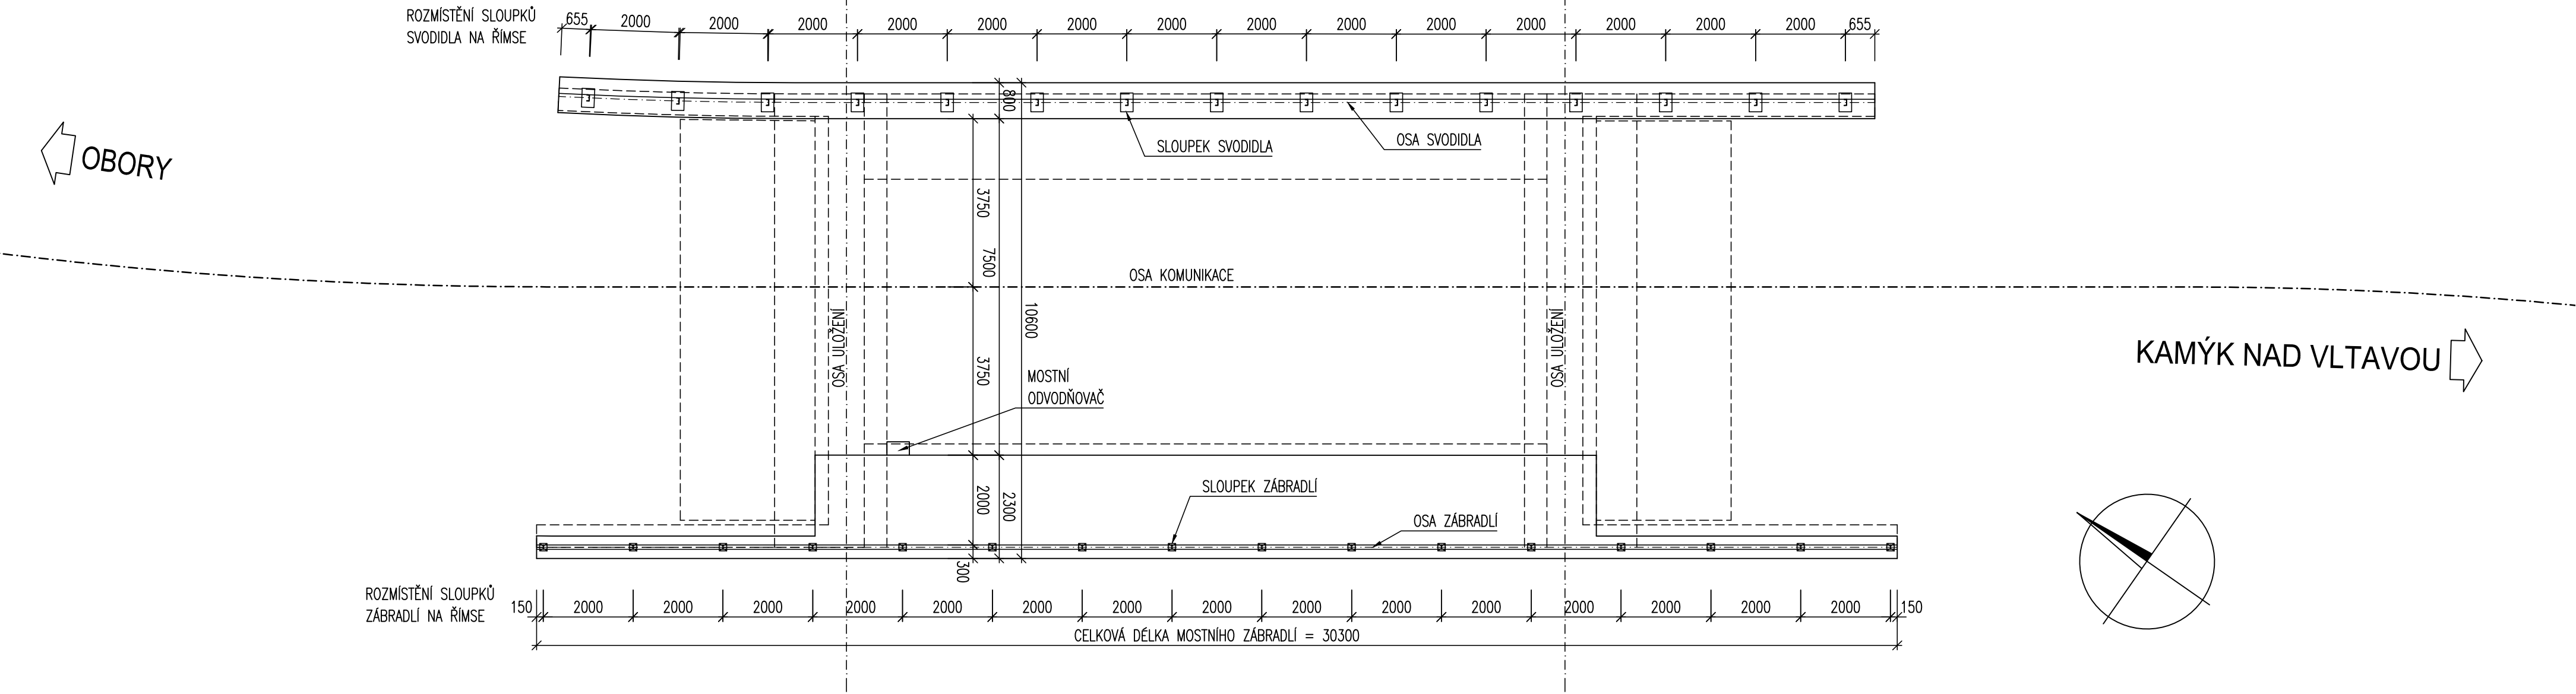 ROZMÍSTĚNÍ SLOUPKŮ
SVODIDLA NA ŘÍMSE
655 2000 2000 2000 2000 2000 2000 2000 2000 2000 2000 2000 2000 2000 2000 655
OBORY
800
SLOUPEK SVODIDLA
OSA SVODIDLA
3750
7500
OSA KOMUNIKACE
10600
OSA ULOŽENÍ
OSA ULOŽENÍ
KAMÝK NAD VLTAVOU
3750
MOSTNÍ
ODVODŇOVAČ
2000
2300
SLOUPEK ZÁBRADLÍ
OSA ZÁBRADLÍ
300
ROZMÍSTĚNÍ SLOUPKŮ
ZÁBRADLÍ NA ŘÍMSE
150 2000 2000 2000 2000 2000 2000 2000 2000 2000 2000 2000 2000 2000 2000 2000 150
CELKOVÁ DÉLKA MOSTNÍHO ZÁBRADLÍ = 30300